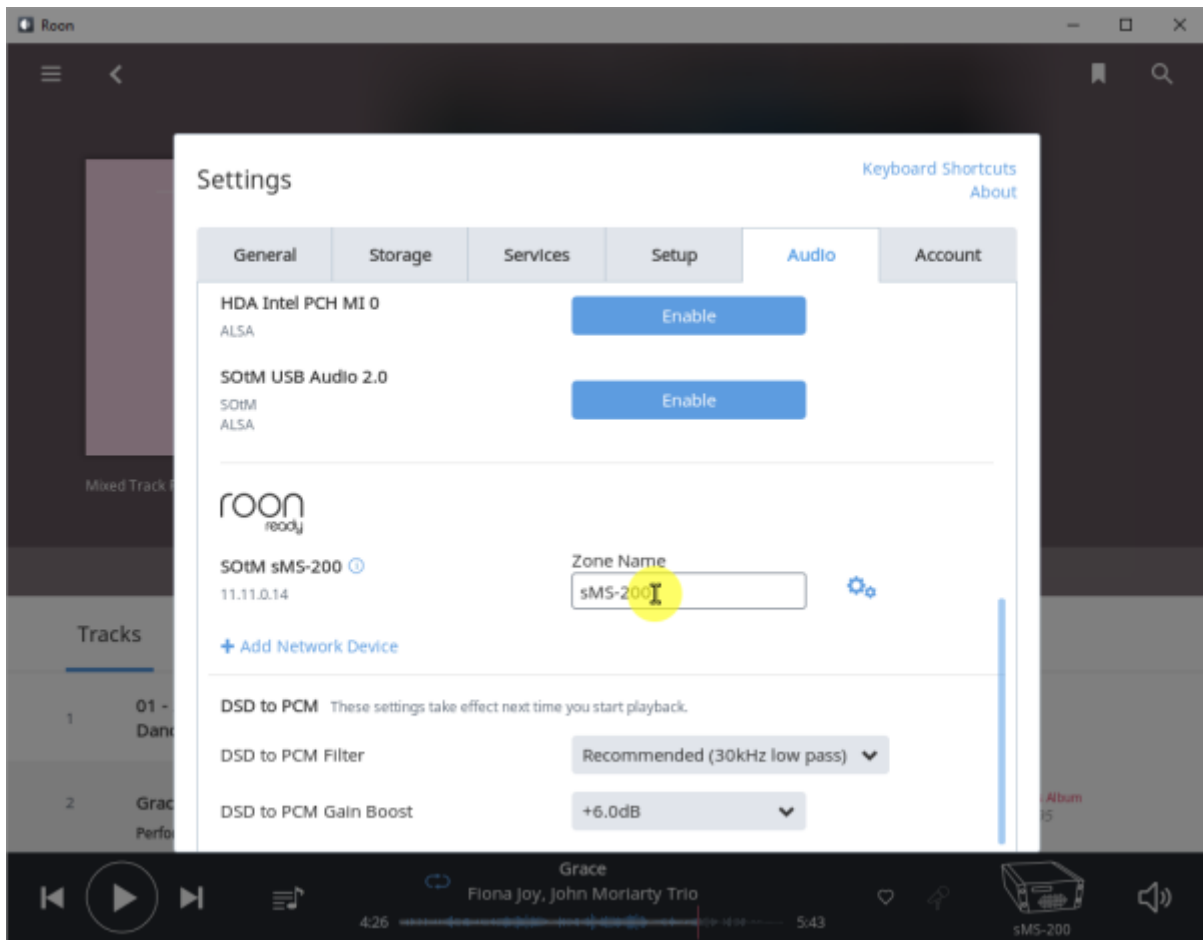 Roon
Settings
Keyboard Shortcuts
About
General Storage Services Setup Audio Account
HDA Intel PCH MI 0
ALSA
Enable
SOtM USB Audio 2.0
SOtM
ALSA
Enable
Mixed Track
roon
ready
SOtM sMS-200
11.11.0.14
Zone Name
sMS-200
+ Add Network Device
Tracks
DSD to PCM These settings take effect next time you start playback.
1 01 -
Danc
DSD to PCM Filter Recommended (30kHz low pass)
2 Grac
Perfo
DSD to PCM Gain Boost +6.0dB
Album
Grace
Fiona Joy, John Moriarty Trio
4:26 5:43
sMS-200